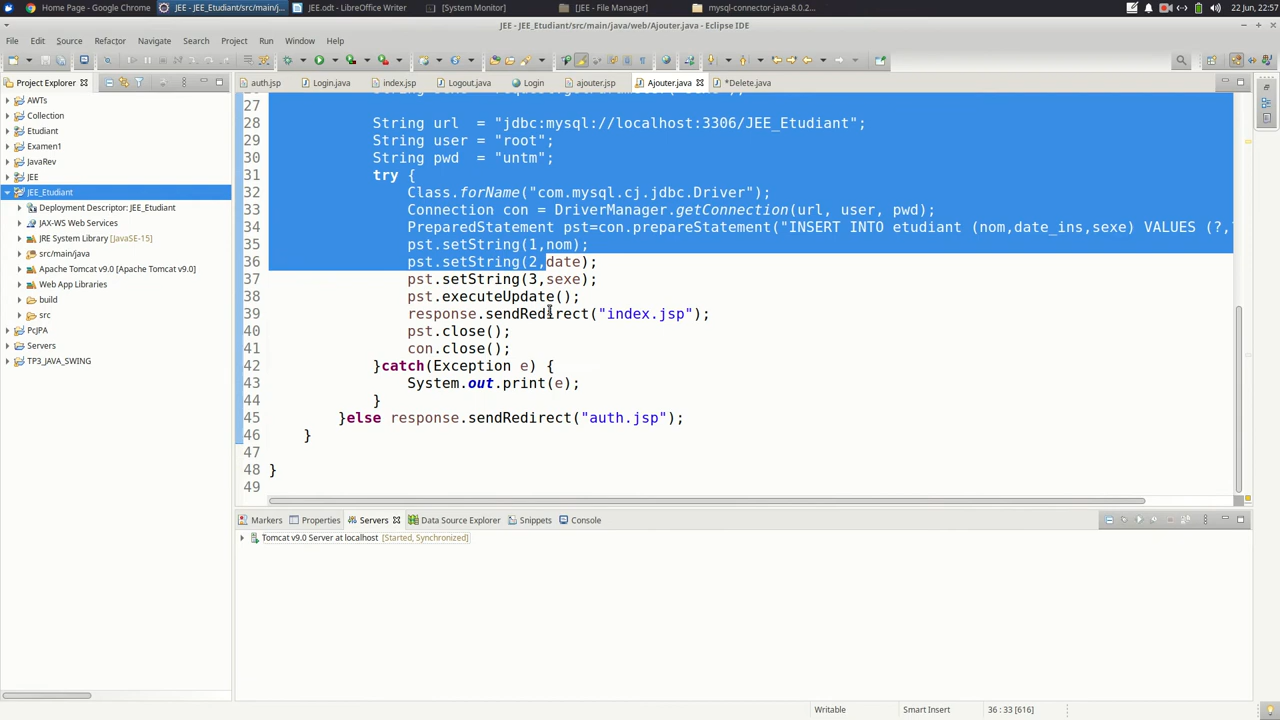 Home Page - Google Chrome
JEE - JEE_Etudiant/src/main/j...
JEE.odt - LibreOffice Writer
[System Monitor]
[File Manager]
mysql-connector-java-8.0.2...
22 Jun, 22:57
JEE - JEE_Etudiant/src/main/java/web/Ajouter.java - Eclipse IDE
File Edit Source Refactor Navigate Search Project Run Window Help
Project Explorer
auth.jsp Login.java index.jsp Logout.java Login ajouter.jsp Ajouter.java *Delete.java
AWTs
Collection
Etudiant
Examen1
JavaRev
JEE
JEE_Etudiant
Deployment Descriptor: JEE_Etudiant
JAX-WS Web Services
JRE System Library [JavaSE-15]
src/main/java
Apache Tomcat v9.0 [Apache Tomcat v9.0]
Web App Libraries
build
src
PcJPA
Servers
TP3_JAVA_SWING
27
28 String url = "jdbc:mysql://localhost:3306/JEE_Etudiant";
29 String user = "root";
30 String pwd = "untm";
31 try {
32 Class.forName("com.mysql.cj.jdbc.Driver");
33 Connection con = DriverManager.getConnection(url, user, pwd);
34 PreparedStatement pst=con.prepareStatement("INSERT INTO etudiant (nom,date_ins,sexe) VALUES (?,
35 pst.setString(1,nom);
36 pst.setString(2,date);
37 pst.setString(3,sexe);
38 pst.executeUpdate();
39 response.sendRedirect("index.jsp");
40 pst.close();
41 con.close();
42 }catch(Exception e) {
43 System.out.print(e);
44 }
45 }else response.sendRedirect("auth.jsp");
46 }
47
48 }
49
Markers Properties Servers Data Source Explorer Snippets Console
Tomcat v9.0 Server at localhost [Started, Synchronized]
Writable Smart Insert 36 : 33 [616]